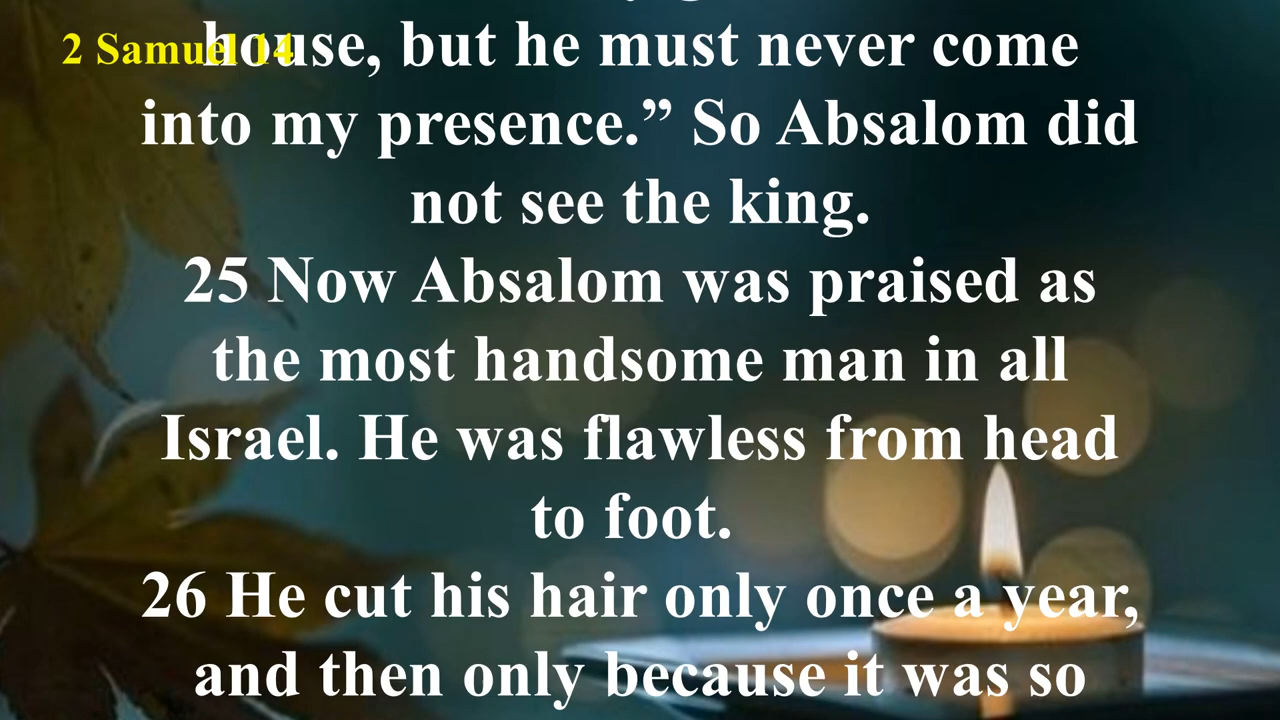 2 Samuel 14
house, but he must never come
into my presence.” So Absalom did
not see the king.
25 Now Absalom was praised as
the most handsome man in all
Israel. He was flawless from head
to foot.
26 He cut his hair only once a year,
and then only because it was so